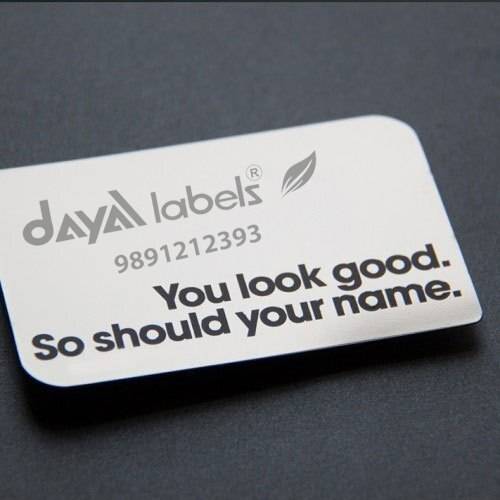 dayal labels®
9891212393
You look good.
So should your name.